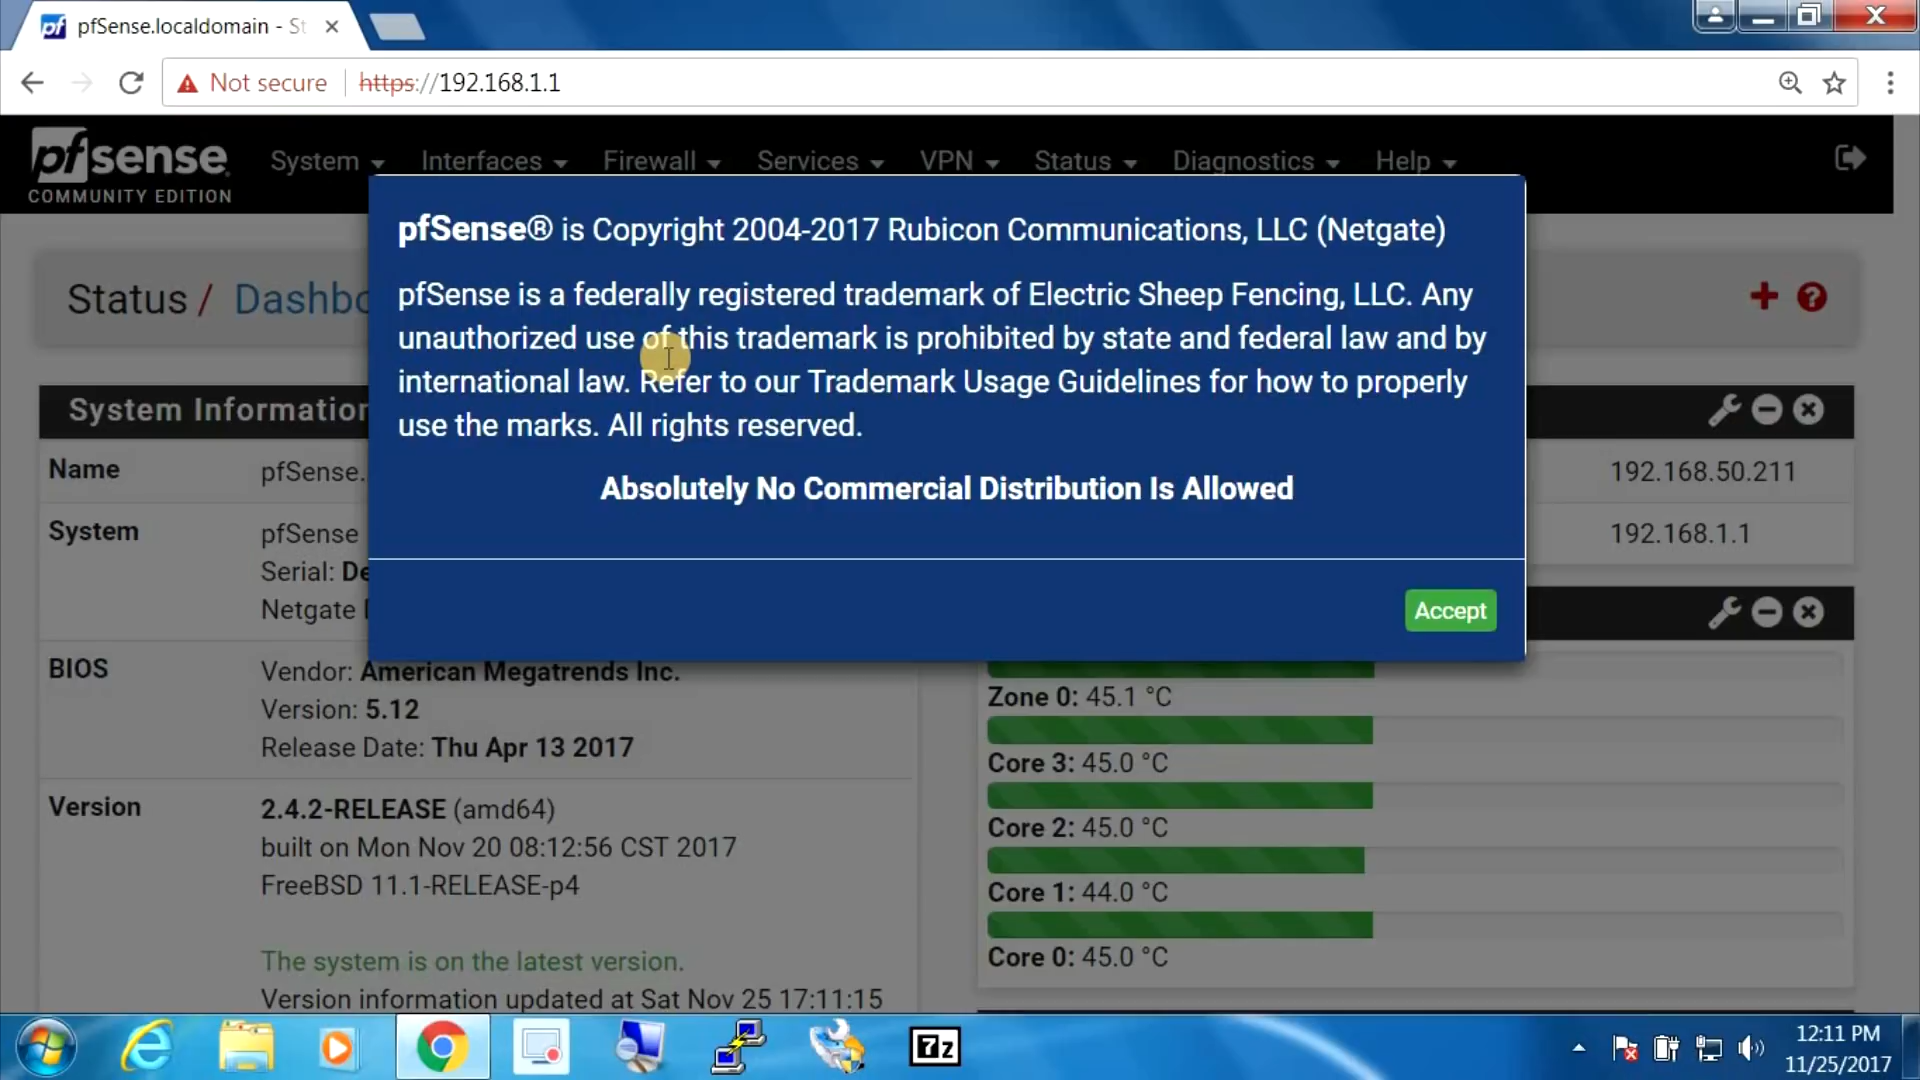 pfSense.localdomain - St
Not secure
https://192.168.1.1
pfsense
COMMUNITY EDITION
System
Interfaces
Firewall
Services
VPN
Status
Diagnostics
Help
pfSense® is Copyright 2004-2017 Rubicon Communications, LLC (Netgate)
pfSense is a federally registered trademark of Electric Sheep Fencing, LLC. Any
unauthorized use of this trademark is prohibited by state and federal law and by
international law. Refer to our Trademark Usage Guidelines for how to properly
use the marks. All rights reserved.
Absolutely No Commercial Distribution Is Allowed
Accept
Status / Dashbo
System Information
Name
pfSense.
System
pfSense
Serial: De
Netgate
BIOS
Vendor: American Megatrends Inc.
Version: 5.12
Release Date: Thu Apr 13 2017
Version
2.4.2-RELEASE (amd64)
built on Mon Nov 20 08:12:56 CST 2017
FreeBSD 11.1-RELEASE-p4
The system is on the latest version.
Version information updated at Sat Nov 25 17:11:15
192.168.50.211
192.168.1.1
Zone 0: 45.1 °C
Core 3: 45.0 °C
Core 2: 45.0 °C
Core 1: 44.0 °C
Core 0: 45.0 °C
7z
12:11 PM
11/25/2017